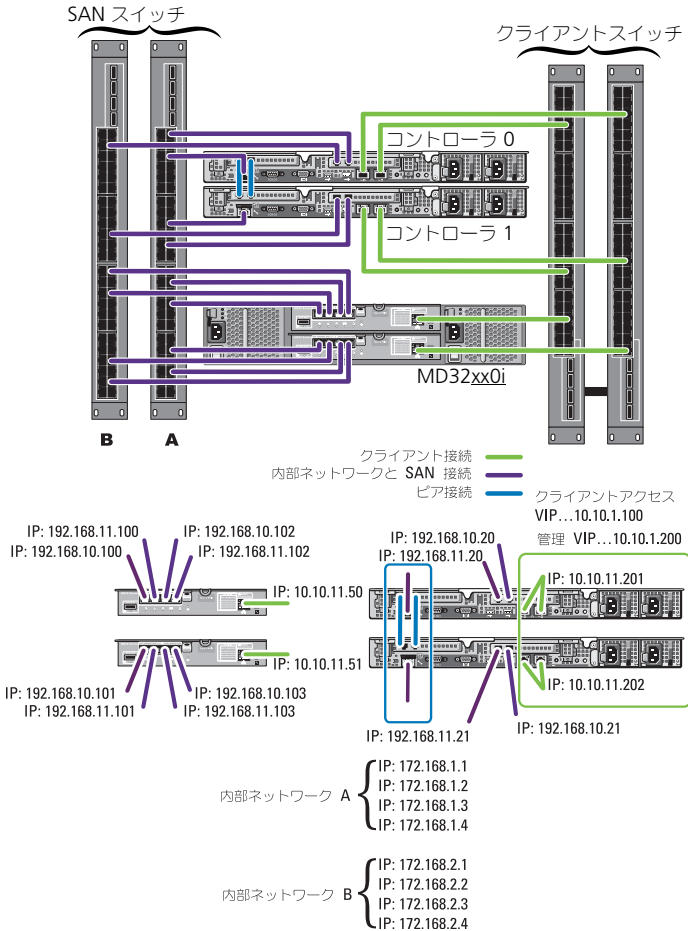 SAN スイッチ
クライアントスイッチ
コントローラ 0
コントローラ 1
MD32xx0i
B
A
クライアント接続
内部ネットワークと SAN 接続
ピア接続
クライアントアクセス
VIP...10.10.1.100
管理 VIP...10.10.1.200
IP: 192.168.11.100
IP: 192.168.10.102
IP: 192.168.10.100
IP: 192.168.11.102
IP: 10.10.11.50
IP: 10.10.11.51
IP: 192.168.10.101
IP: 192.168.10.103
IP: 192.168.11.101
IP: 192.168.11.103
IP: 192.168.10.20
IP: 192.168.11.20
IP: 10.10.11.201
IP: 10.10.11.202
IP: 192.168.11.21
IP: 192.168.10.21
内部ネットワーク A
IP: 172.168.1.1
IP: 172.168.1.2
IP: 172.168.1.3
IP: 172.168.1.4
内部ネットワーク B
IP: 172.168.2.1
IP: 172.168.2.2
IP: 172.168.2.3
IP: 172.168.2.4